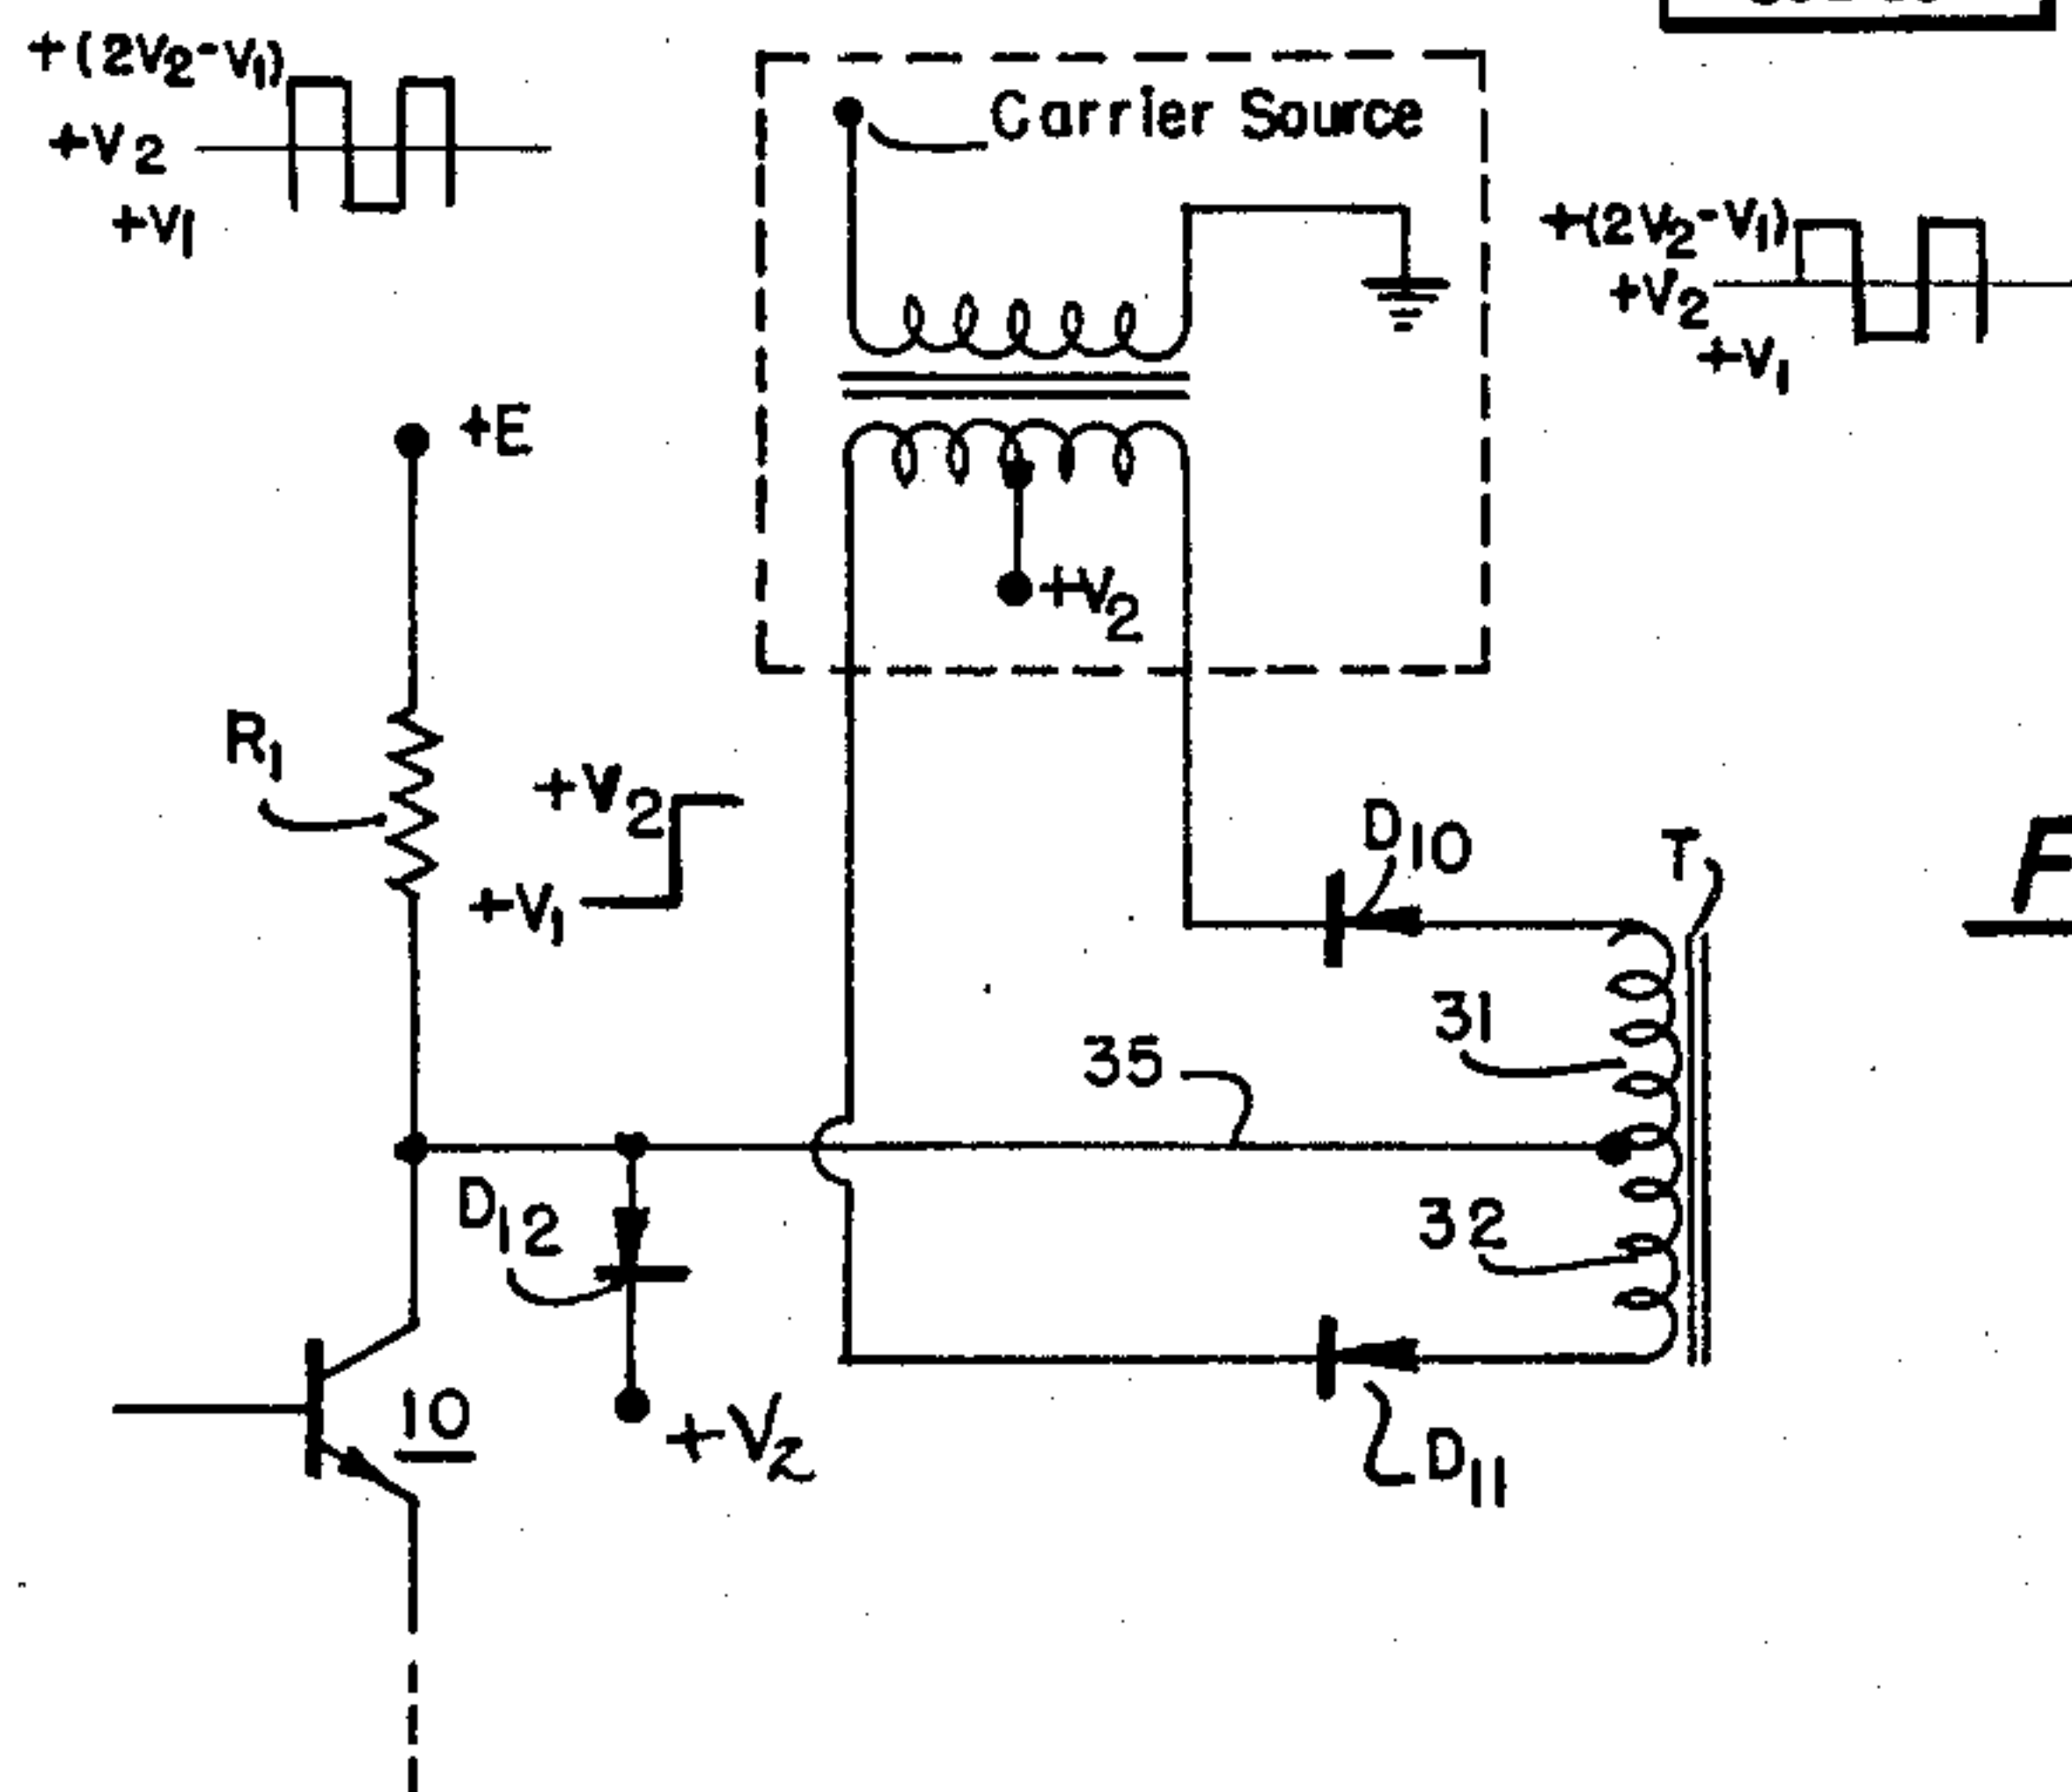 +(2V₂-V₁)
+V₂
+V₁
Carrier Source
+(2V₂-V₁)
+V₂
+V₁
+E
+V₂
R₁
+V₂
+V₁
D₁₀
T
31
35
32
D₁₂
10
+V₂
D₁₁